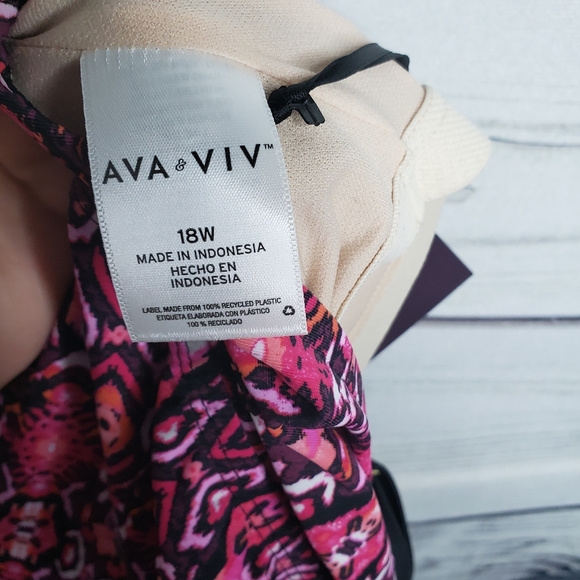 AVA & VIV™
18W
MADE IN INDONESIA
HECHO EN
INDONESIA
LABEL MADE FROM 100% RECYCLED PLASTIC
ETIQUETA ELABORADA CON PLÁSTICO
100 % RECICLADO